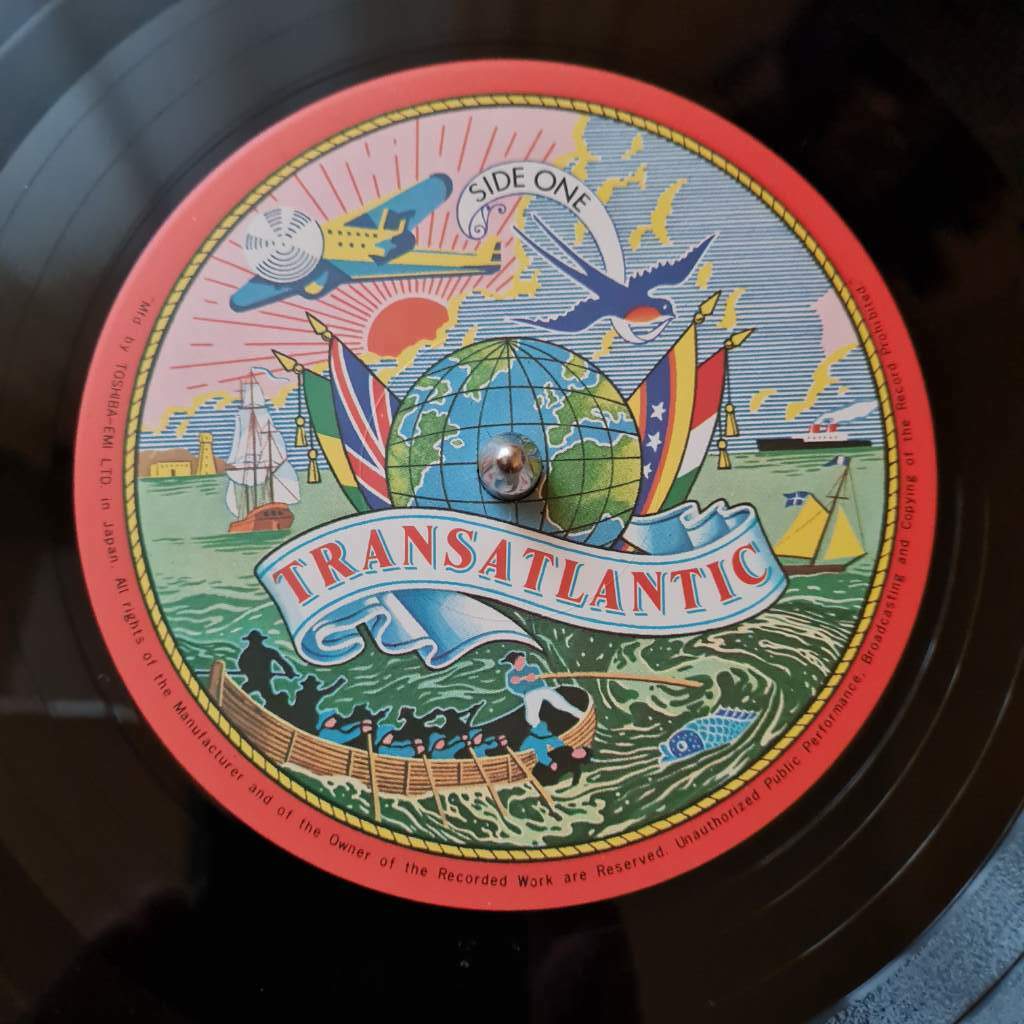 SIDE ONE
TRANSATLANTIC
"Mfd by TOSHIBA-EMI LTD. in Japan. All rights of the Manufacturer and of the Owner of the Recorded Work are Reserved. Unauthorized Public Performance, Broadcasting and Copying of the Record Prohibited."